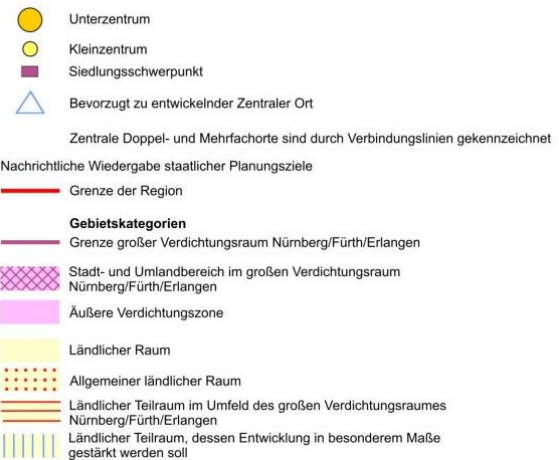 Unterzentrum
Kleinzentrum
Siedlungsschwerpunkt
Bevorzugt zu entwickelnder Zentraler Ort
Zentrale Doppel- und Mehrfachorte sind durch Verbindungslinien gekennzeichnet
Nachrichtliche Wiedergabe staatlicher Planungsziele
Grenze der Region
Gebietskategorien
Grenze großer Verdichtungsraum Nürnberg/Fürth/Erlangen
Stadt- und Umlandbereich im großen Verdichtungsraum
Nürnberg/Fürth/Erlangen
Äußere Verdichtungszone
Ländlicher Raum
Allgemeiner ländlicher Raum
Ländlicher Teilraum im Umfeld des großen Verdichtungsraumes
Nürnberg/Fürth/Erlangen
Ländlicher Teilraum, dessen Entwicklung in besonderem Maße
gestärkt werden soll